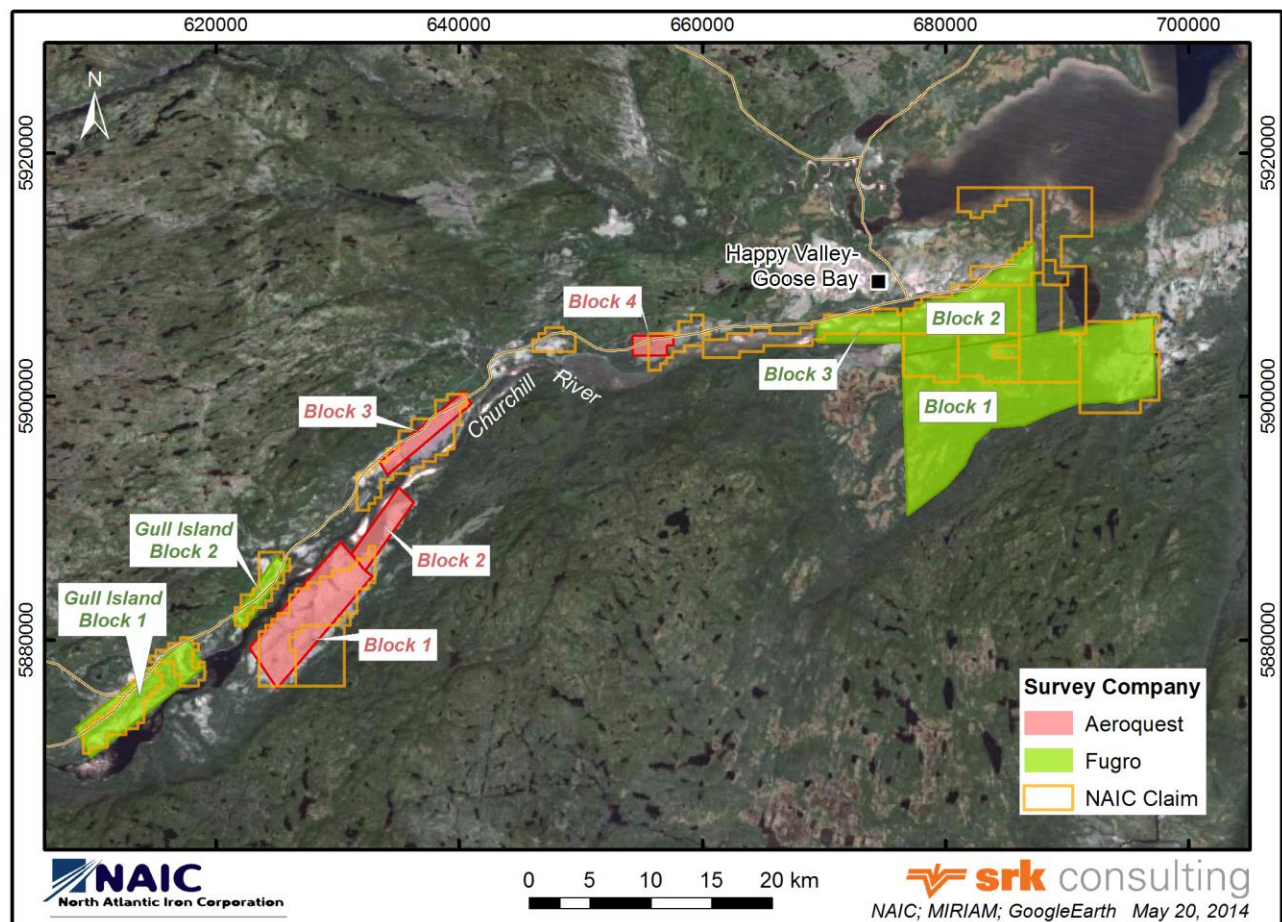 620000
640000
660000
680000
700000
N
5920000
5920000
Happy Valley-
Goose Bay
Block 4
Block 2
Block 3
Block 1
5900000
5900000
Block 3
Churchill River
Gull Island
Block 2
Block 2
Gull Island
Block 1
Block 1
5880000
5880000
Survey Company
Aeroquest
Fugro
NAIC Claim
NAIC
North Atlantic Iron Corporation
0 5 10 15 20 km
srk consulting
NAIC; MIRIAM; GoogleEarth May 20, 2014